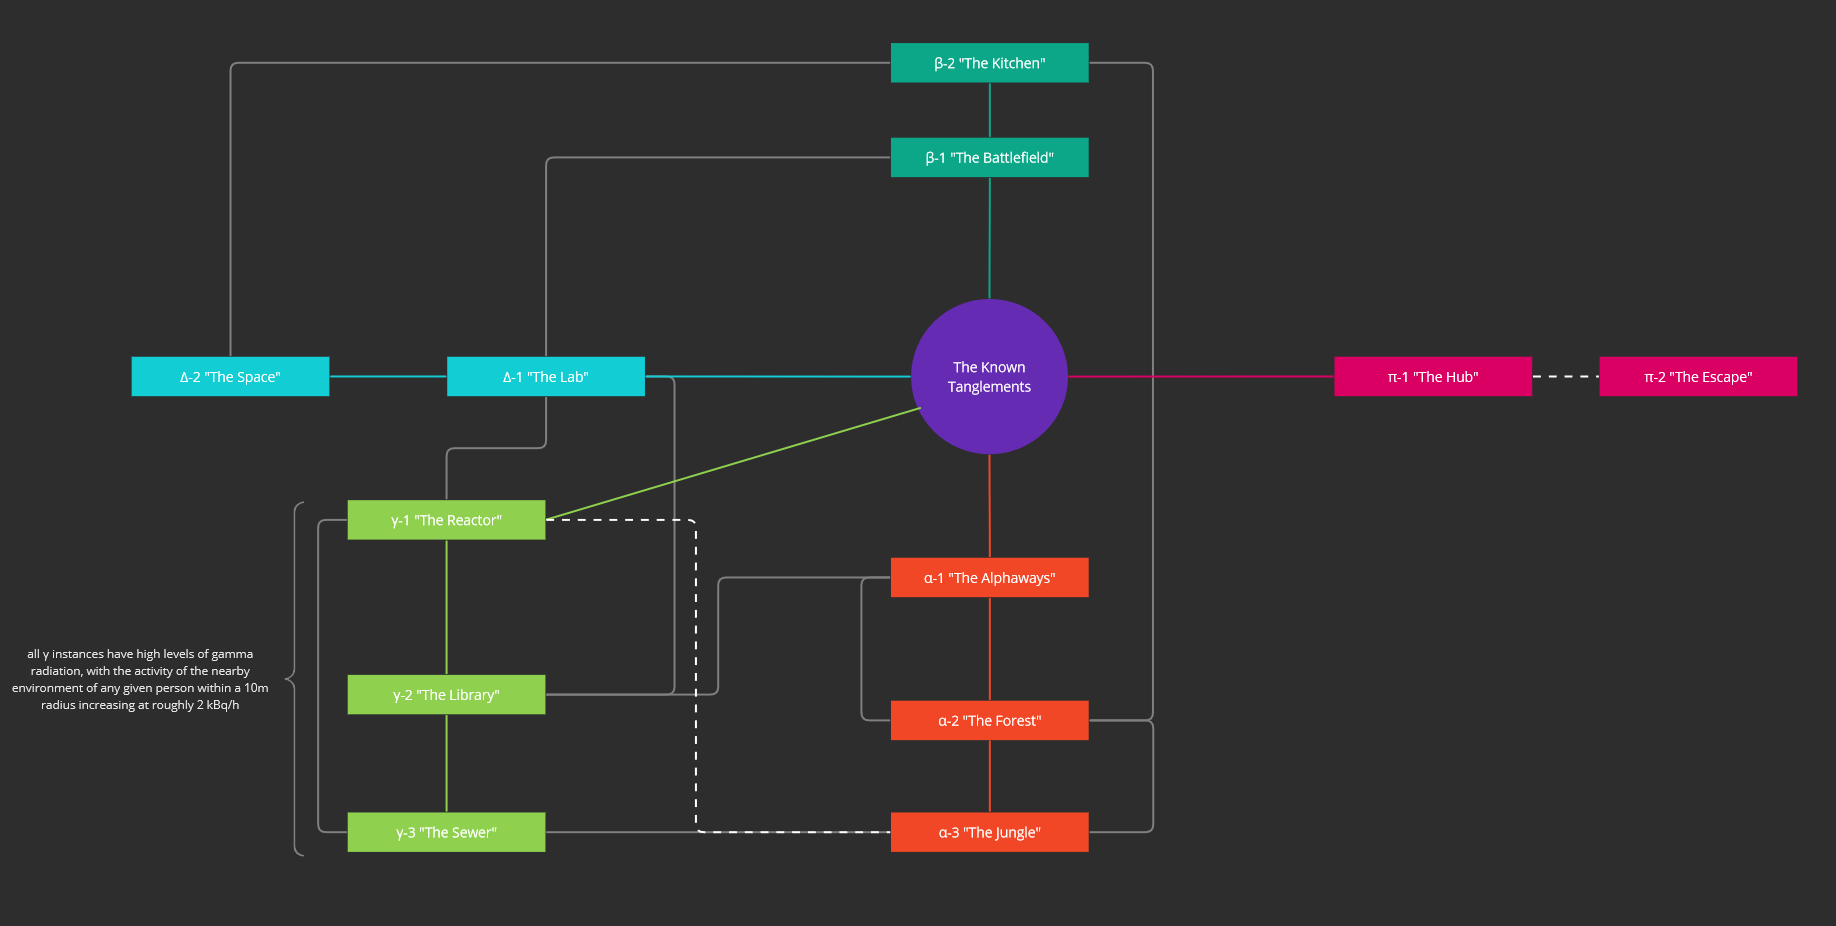 β-2 "The Kitchen"
β-1 "The Battlefield"
The Known
Tanglements
Δ-2 "The Space"
Δ-1 "The Lab"
π-1 "The Hub"
π-2 "The Escape"
γ-1 "The Reactor"
α-1 "The Alphaways"
all γ instances have high levels of gamma
radiation, with the activity of the nearby
environment of any given person within a 10m
radius increasing at roughly 2 kBq/h
γ-2 "The Library"
α-2 "The Forest"
γ-3 "The Sewer"
α-3 "The Jungle"